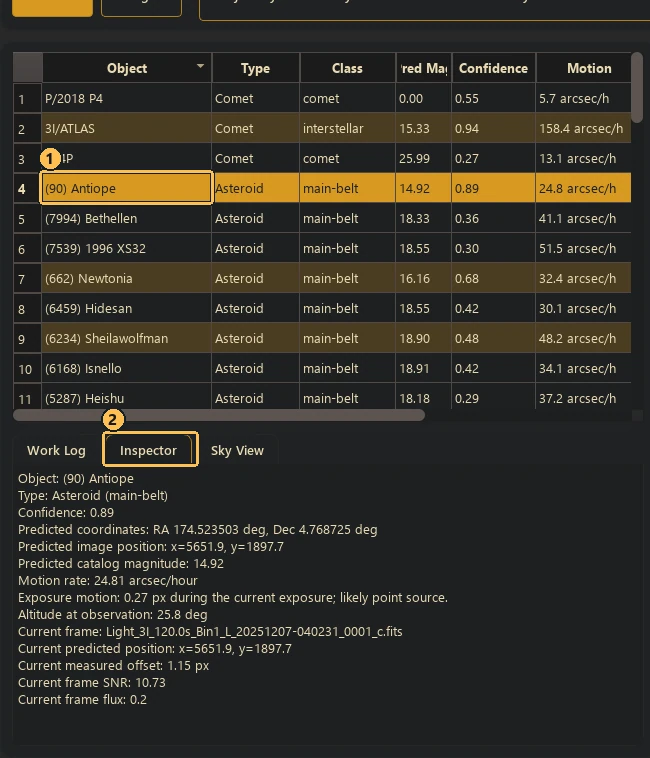 Object Type Class red Mag Confidence Motion
1 P/2018 P4 Comet comet 0.00 0.55 5.7 arcsec/h
2 3I/ATLAS Comet interstellar 15.33 0.94 158.4 arcsec/h
1
3 4P Comet comet 25.99 0.27 13.1 arcsec/h
4 (90) Antiope Asteroid main-belt 14.92 0.89 24.8 arcsec/h
5 (7994) Bethellen Asteroid main-belt 18.33 0.36 41.1 arcsec/h
6 (7539) 1996 XS32 Asteroid main-belt 18.55 0.30 51.5 arcsec/h
7 (662) Newtonia Asteroid main-belt 16.16 0.68 32.4 arcsec/h
8 (6459) Hidesan Asteroid main-belt 18.55 0.42 30.1 arcsec/h
9 (6234) Sheilawolfman Asteroid main-belt 18.90 0.48 48.2 arcsec/h
10 (6168) Isnello Asteroid main-belt 18.91 0.42 34.1 arcsec/h
11 (5287) Heishu Asteroid main-belt 18.18 0.29 37.2 arcsec/h
2
Work Log Inspector Sky View
Object: (90) Antiope
Type: Asteroid (main-belt)
Confidence: 0.89
Predicted coordinates: RA 174.523503 deg, Dec 4.768725 deg
Predicted image position: x=5651.9, y=1897.7
Predicted catalog magnitude: 14.92
Motion rate: 24.81 arcsec/hour
Exposure motion: 0.27 px during the current exposure; likely point source.
Altitude at observation: 25.8 deg
Current frame: Light_3I_120.0s_Bin1_L_20251207-040231_0001_c.fits
Current predicted position: x=5651.9, y=1897.7
Current measured offset: 1.15 px
Current frame SNR: 10.73
Current frame flux: 0.2